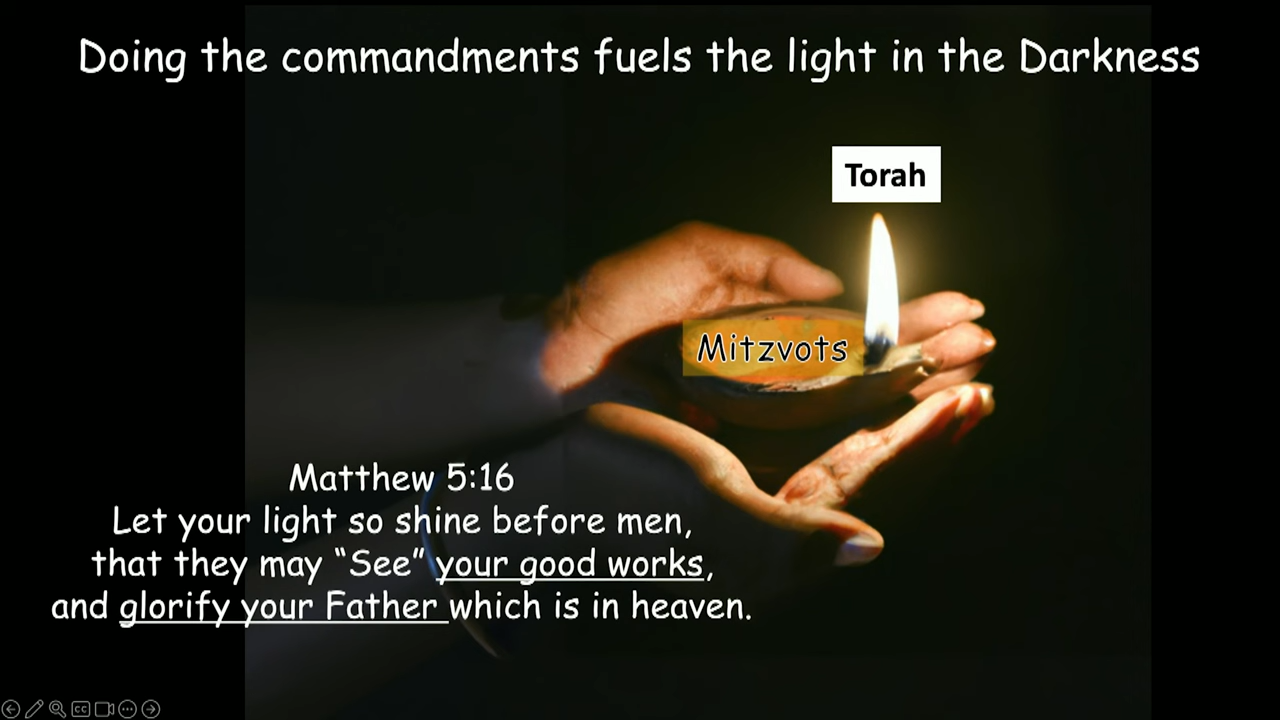 Doing the commandments fuels the light in the Darkness
Torah
Mitzvots
Matthew 5:16
Let your light so shine before men,
that they may “See” your good works,
and glorify your Father which is in heaven.
CC